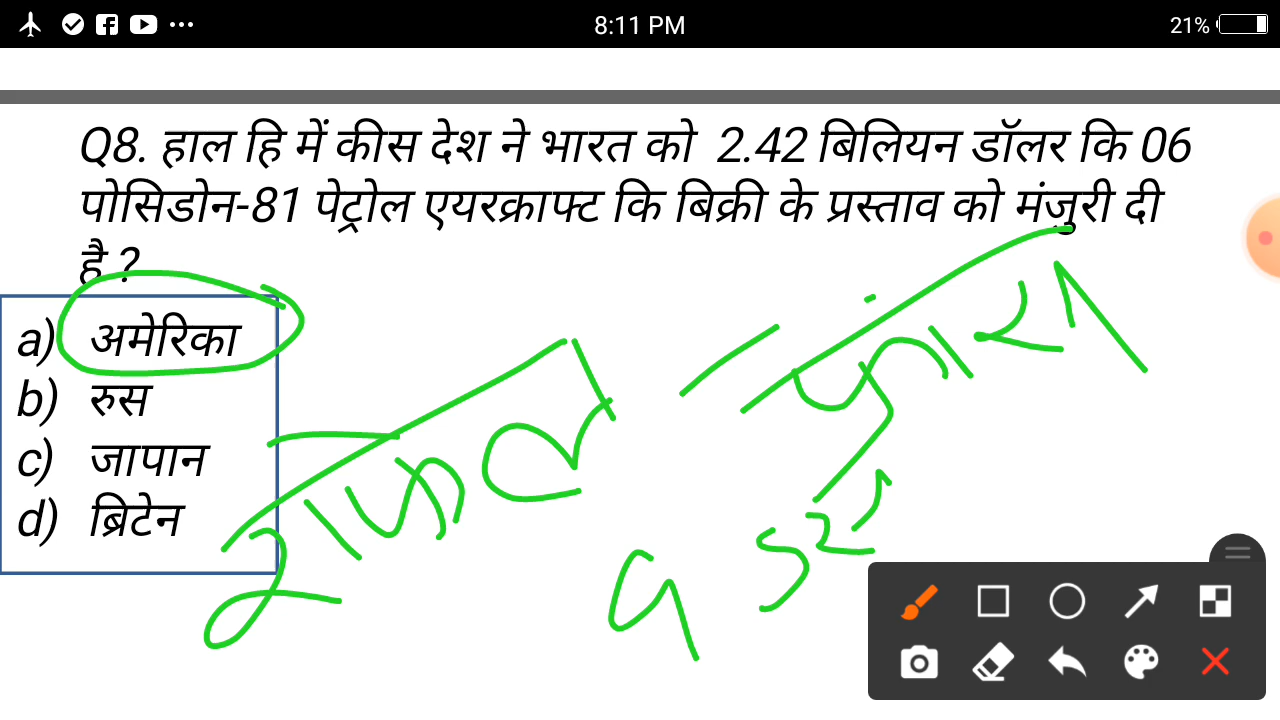 8:11 PM
21%
Q8. हाल हि में कीस देश ने भारत को 2.42 बिलियन डॉलर कि 06
पोसिडोन-81 पेट्रोल एयरक्राफ्ट कि बिक्री के प्रस्ताव को मंजुरी दी
है ?
a) अमेरिका
b) रुस
c) जापान
d) ब्रिटेन